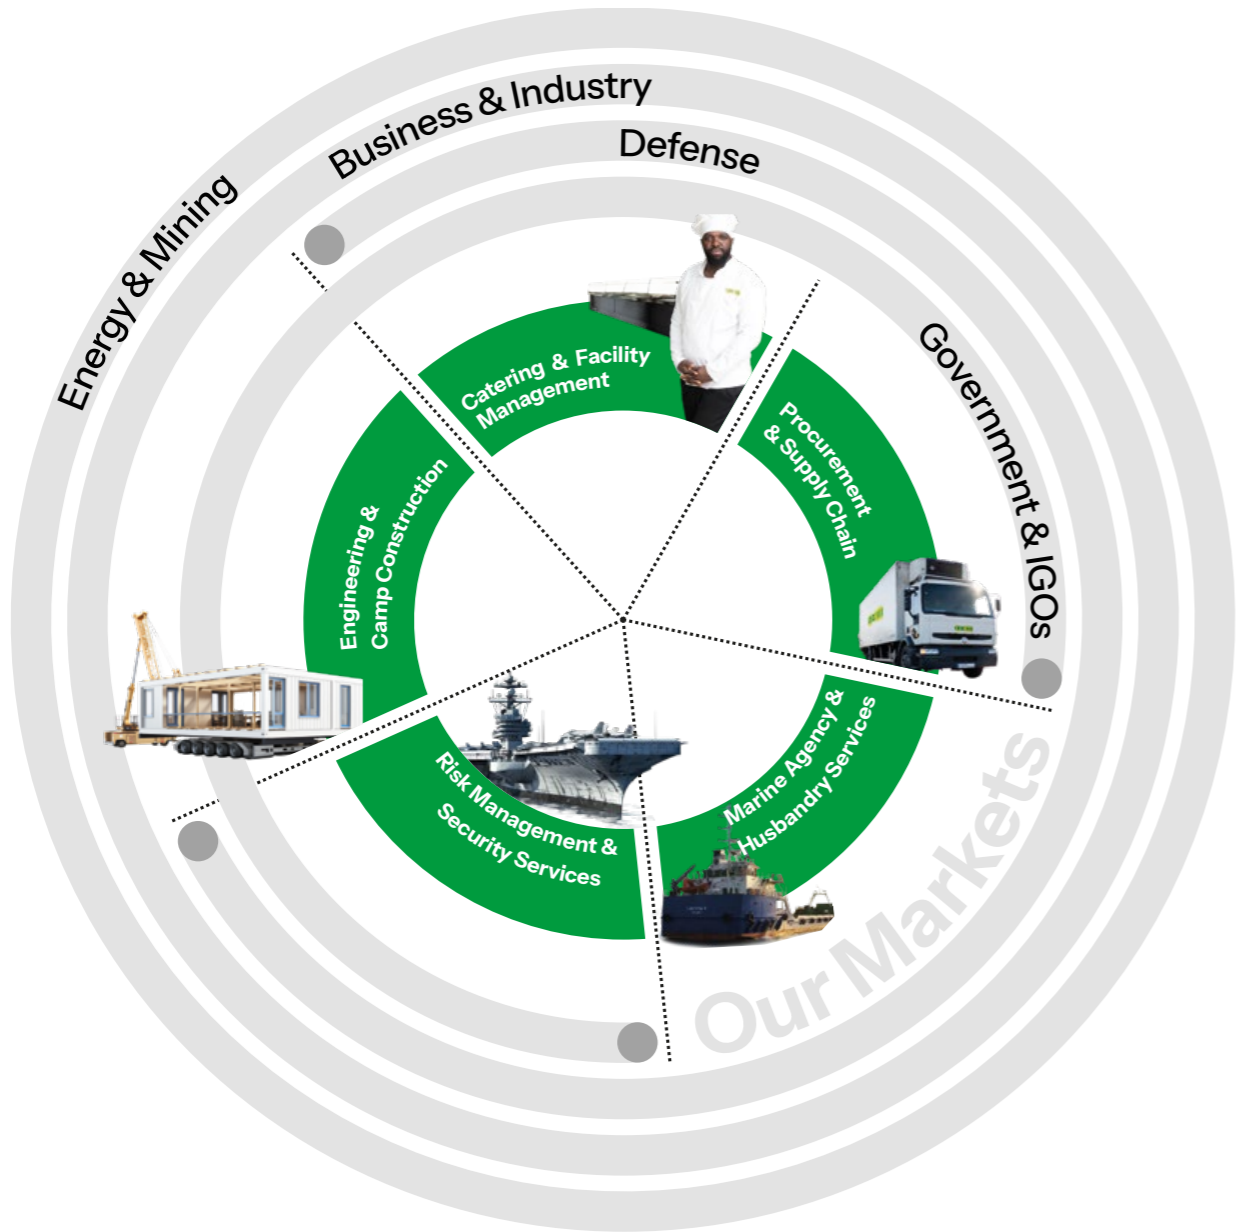 Business & Industry
Defense
Energy & Mining
Government & IGOs
Catering & Facility
Management
Procurement
& Supply Chain
Engineering &
Camp Construction
Marine Agency &
Husbandry Services
Risk Management &
Security Services
Our Markets